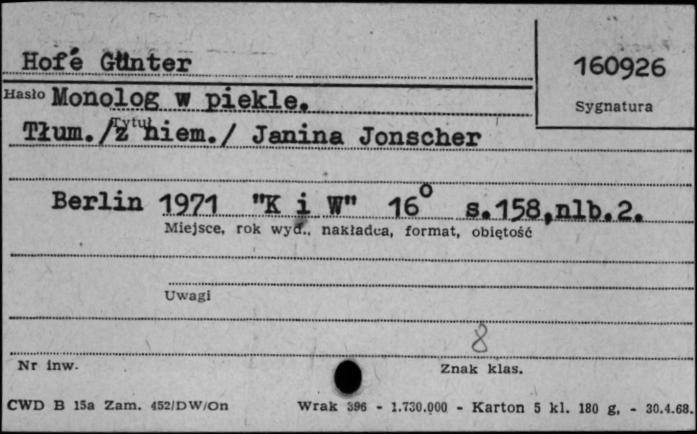 Hofé Günter
160926
Sygnatura
Hasło Monolog w piekle.
Tytuł
Tłum./z niem./ Janina Jonscher
Berlin 1971 "K i W" 16° s.158,nlb.2.
Miejsce, rok wyd., nakładca, format, objętość
Uwagi
8
Nr inw.
Znak klas.
CWD B 15a Zam. 452/DW/On Wrak 396 - 1.730.000 - Karton 5 kl. 180 g. - 30.4.68.